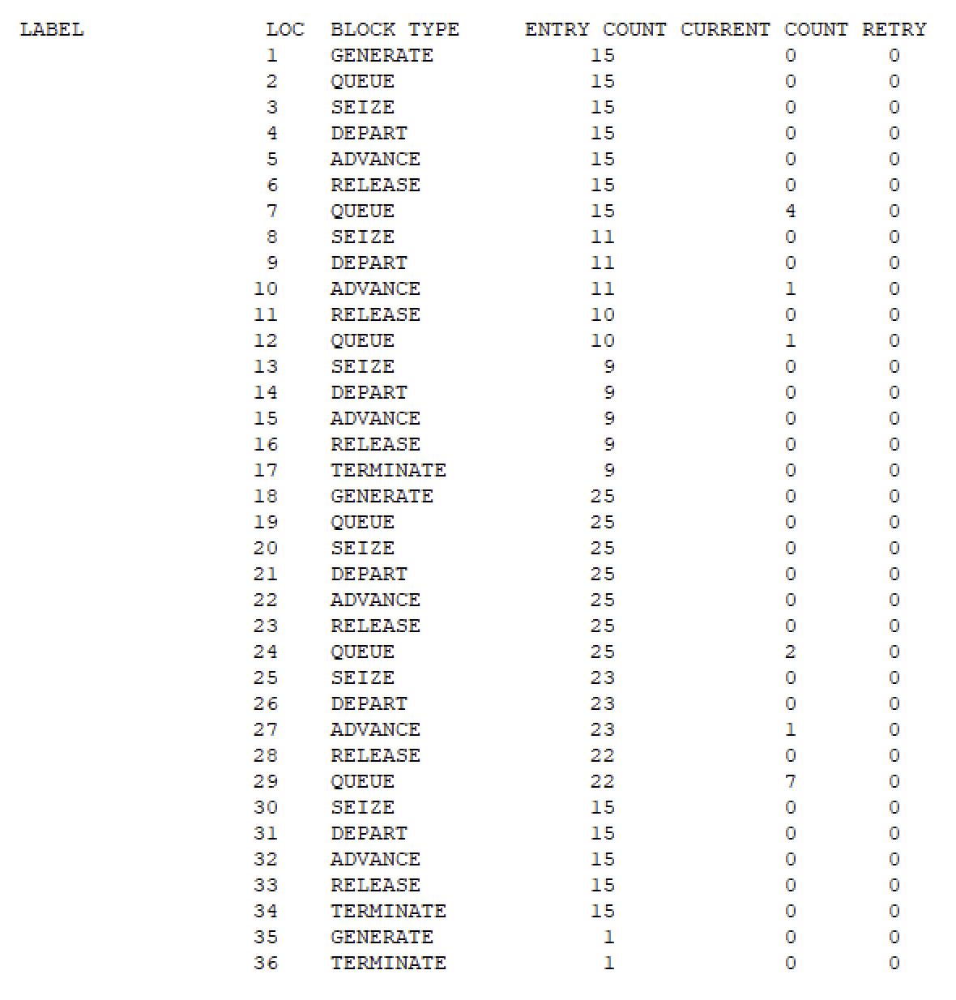 LABEL LOC BLOCK TYPE ENTRY COUNT CURRENT COUNT RETRY
1 GENERATE 15 0 0
2 QUEUE 15 0 0
3 SEIZE 15 0 0
4 DEPART 15 0 0
5 ADVANCE 15 0 0
6 RELEASE 15 0 0
7 QUEUE 15 4 0
8 SEIZE 11 0 0
9 DEPART 11 0 0
10 ADVANCE 11 1 0
11 RELEASE 10 0 0
12 QUEUE 10 1 0
13 SEIZE 9 0 0
14 DEPART 9 0 0
15 ADVANCE 9 0 0
16 RELEASE 9 0 0
17 TERMINATE 9 0 0
18 GENERATE 25 0 0
19 QUEUE 25 0 0
20 SEIZE 25 0 0
21 DEPART 25 0 0
22 ADVANCE 25 0 0
23 RELEASE 25 0 0
24 QUEUE 25 2 0
25 SEIZE 23 0 0
26 DEPART 23 0 0
27 ADVANCE 23 1 0
28 RELEASE 22 0 0
29 QUEUE 22 7 0
30 SEIZE 15 0 0
31 DEPART 15 0 0
32 ADVANCE 15 0 0
33 RELEASE 15 0 0
34 TERMINATE 15 0 0
35 GENERATE 1 0 0
36 TERMINATE 1 0 0